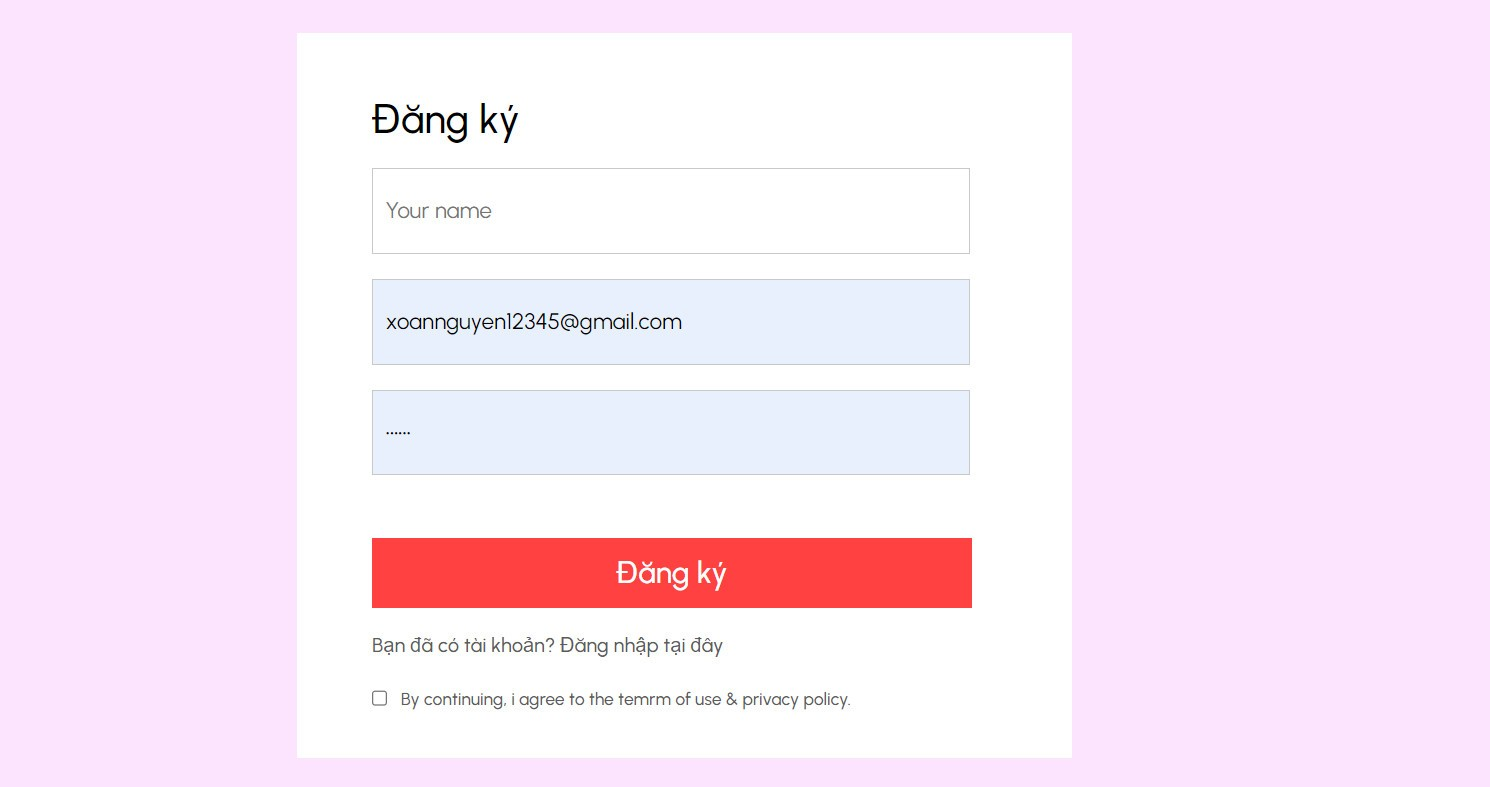 Đăng ký
Your name
xoannguyen12345@gmail.com
······
Đăng ký
Bạn đã có tài khoản? Đăng nhập tại đây
By continuing, i agree to the temrm of use & privacy policy.